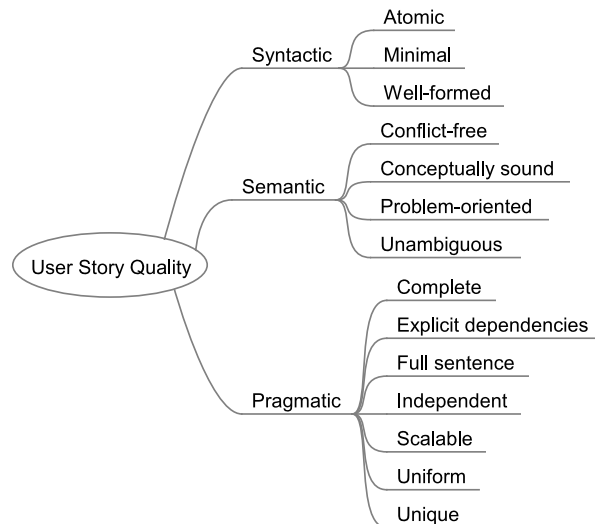 User Story Quality
Syntactic
Atomic
Minimal
Well-formed
Semantic
Conflict-free
Conceptually sound
Problem-oriented
Unambiguous
Pragmatic
Complete
Explicit dependencies
Full sentence
Independent
Scalable
Uniform
Unique